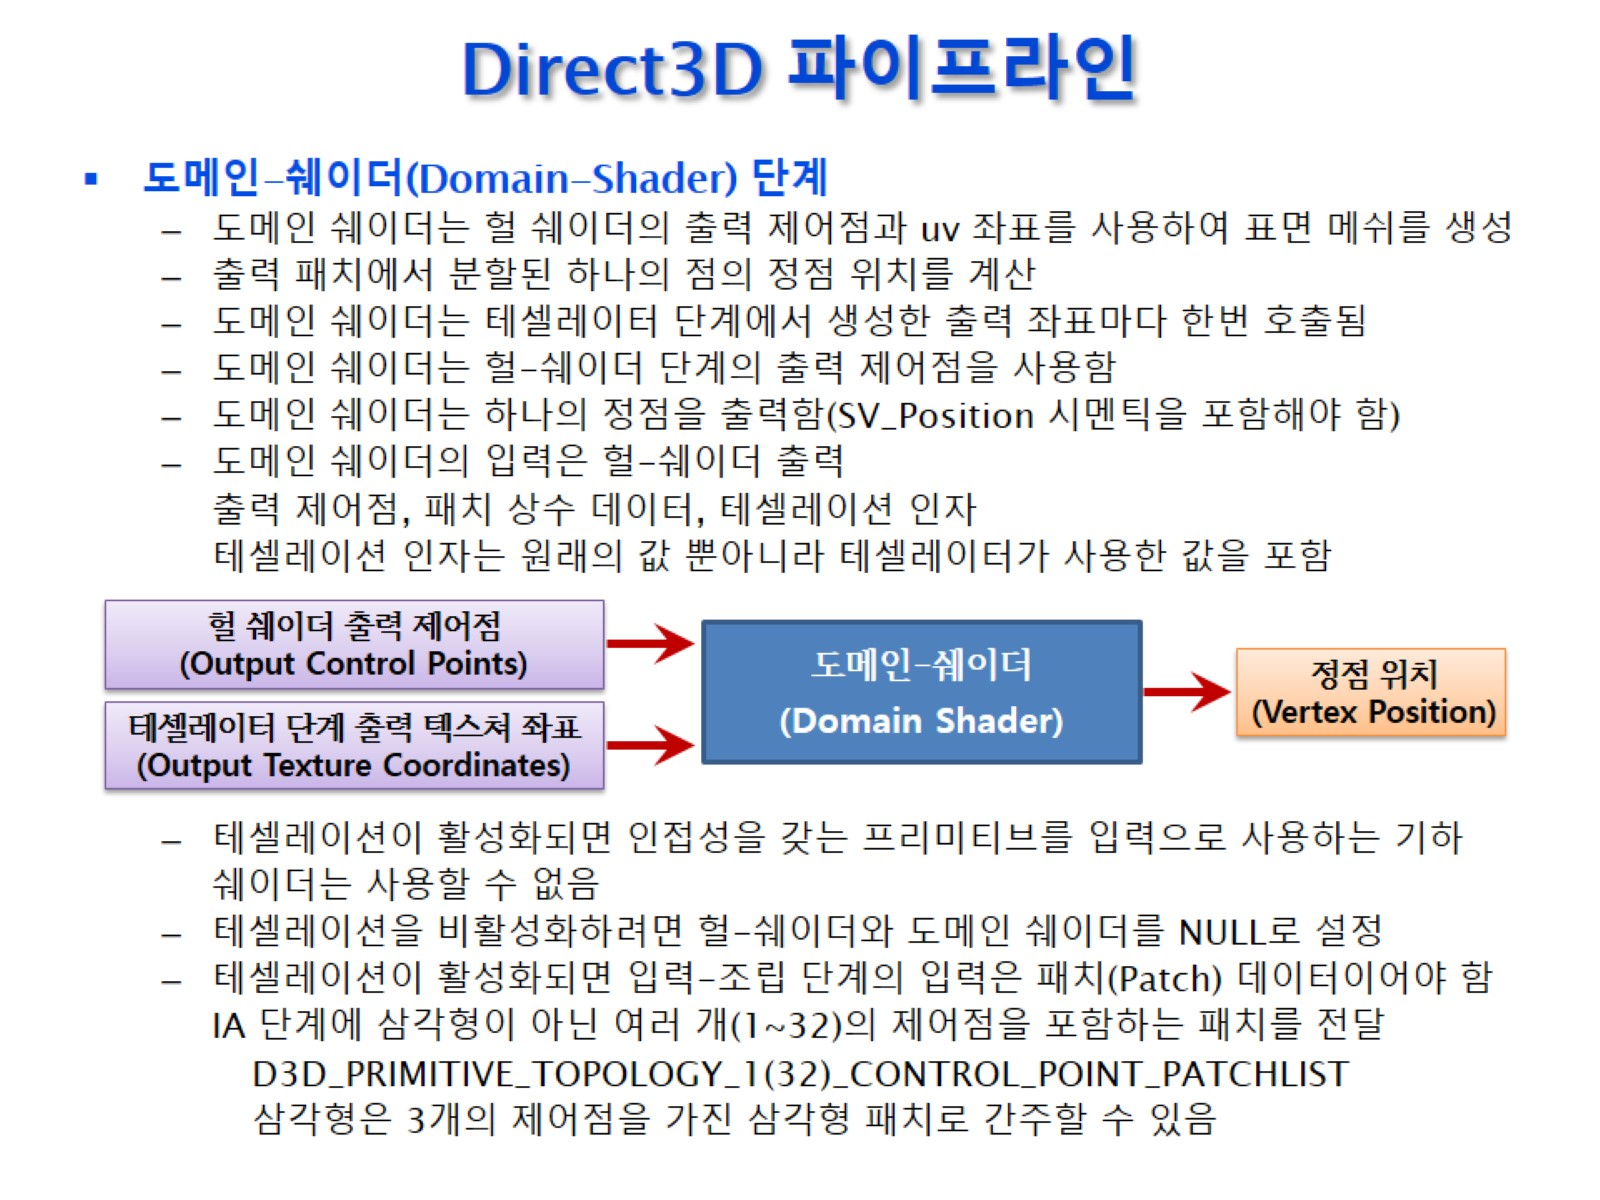 Direct3D 파이프라인
▪ 도메인-쉐이더(Domain-Shader) 단계
– 도메인 쉐이더는 헐 쉐이더의 출력 제어점과 uv 좌표를 사용하여 표면 메쉬를 생성
– 출력 패치에서 분할된 하나의 점의 정점 위치를 계산
– 도메인 쉐이더는 테셀레이터 단계에서 생성한 출력 좌표마다 한번 호출됨
– 도메인 쉐이더는 헐-쉐이더 단계의 출력 제어점을 사용함
– 도메인 쉐이더는 하나의 정점을 출력함(SV_Position 시멘틱을 포함해야 함)
– 도메인 쉐이더의 입력은 헐-쉐이더 출력
출력 제어점, 패치 상수 데이터, 테셀레이션 인자
테셀레이션 인자는 원래의 값 뿐아니라 테셀레이터가 사용한 값을 포함
헐 쉐이더 출력 제어점
(Output Control Points)
테셀레이터 단계 출력 텍스쳐 좌표
(Output Texture Coordinates)
도메인-쉐이더
(Domain Shader)
정점 위치
(Vertex Position)
– 테셀레이션이 활성화되면 인접성을 갖는 프리미티브를 입력으로 사용하는 기하
쉐이더는 사용할 수 없음
– 테셀레이션을 비활성화하려면 헐-쉐이더와 도메인 쉐이더를 NULL로 설정
– 테셀레이션이 활성화되면 입력-조립 단계의 입력은 패치(Patch) 데이터이어야 함
IA 단계에 삼각형이 아닌 여러 개(1~32)의 제어점을 포함하는 패치를 전달
D3D_PRIMITIVE_TOPOLOGY_1(32)_CONTROL_POINT_PATCHLIST
삼각형은 3개의 제어점을 가진 삼각형 패치로 간주할 수 있음